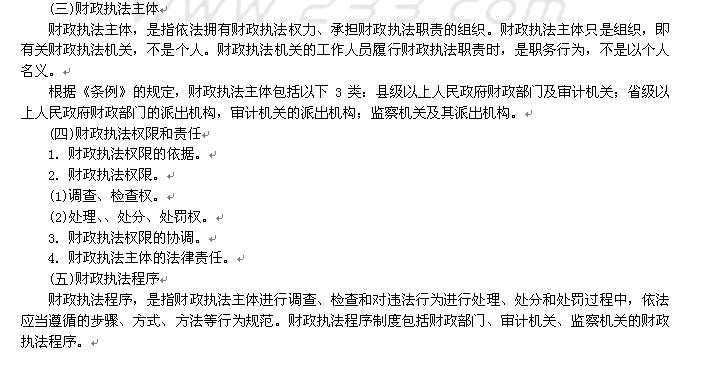 (三)财政执法主体
财政执法主体，是指依法拥有财政执法权力、承担财政执法职责的组织。财政执法主体只是组织，即
有关财政执法机关，不是个人。财政执法机关的工作人员履行财政执法职责时，是职务行为，不是以个人
名义。
根据《条例》的规定，财政执法主体包括以下 3 类：县级以上人民政府财政部门及审计机关；省级以
上人民政府财政部门的派出机构，审计机关的派出机构；监察机关及其派出机构。
(四)财政执法权限和责任
1. 财政执法权限的依据。
2. 财政执法权限。
(1)调查、检查权。
(2)处理、、处分、处罚权。
3. 财政执法权限的协调。
4. 财政执法主体的法律责任。
(五)财政执法程序
财政执法程序，是指财政执法主体进行调查、检查和对违法行为进行处理、处分和处罚过程中，依法
应当遵循的步骤、方式、方法等行为规范。财政执法程序制度包括财政部门、审计机关、监察机关的财政
执法程序。